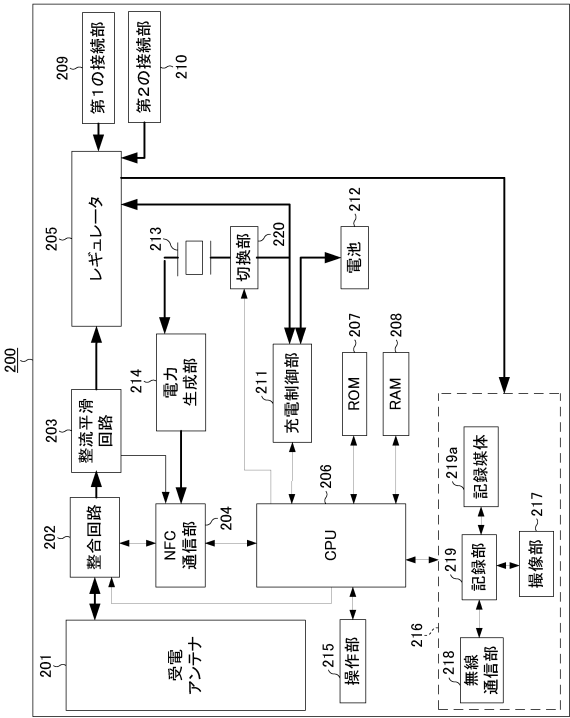 200
201
受電
アンテナ
202
整合回路
203
整流平滑
回路
205
レギュレータ
209
第1の接続部
第2の接続部
210
NFC
通信部
204
214
電力
生成部
213
切換部
220
電池
212
211
充電制御部
206
CPU
ROM
207
RAM
208
215
操作部
216
218
無線
通信部
219
記録部
219a
記録媒体
217
撮像部